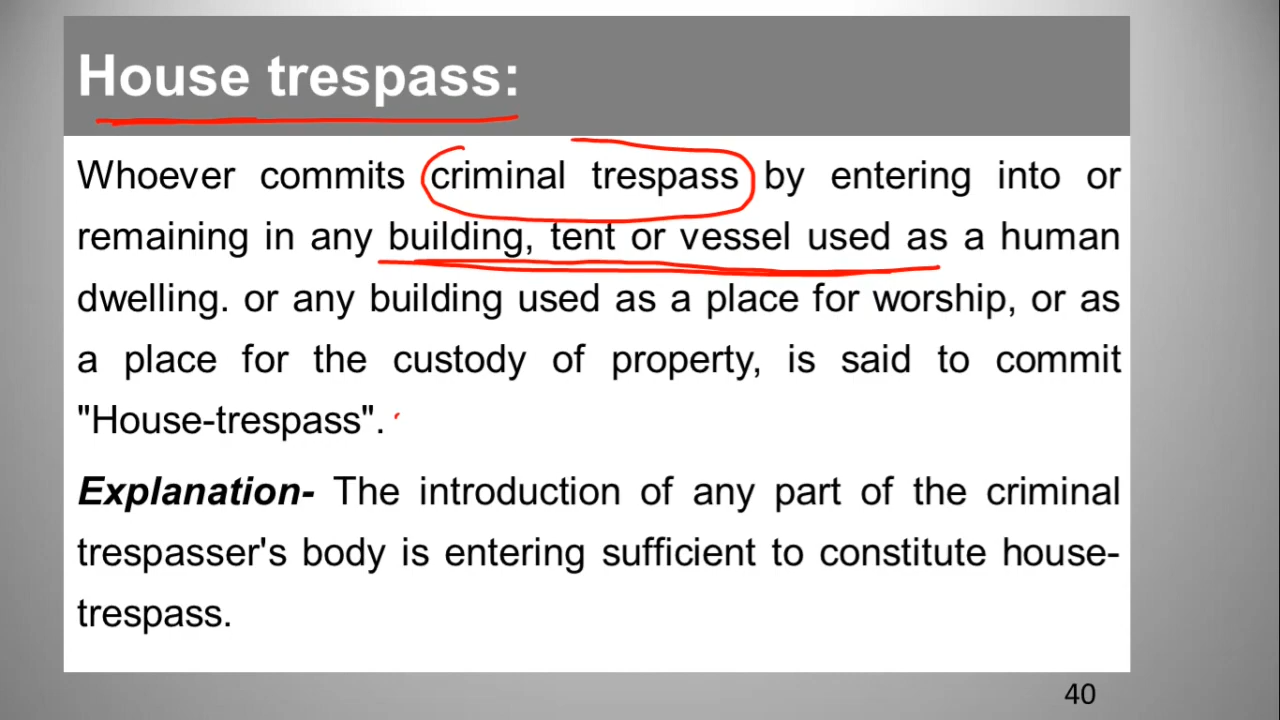 House trespass:
Whoever commits criminal trespass by entering into or
remaining in any building, tent or vessel used as a human
dwelling. or any building used as a place for worship, or as
a place for the custody of property, is said to commit
"House-trespass".
Explanation- The introduction of any part of the criminal
trespasser's body is entering sufficient to constitute house-
trespass.
40